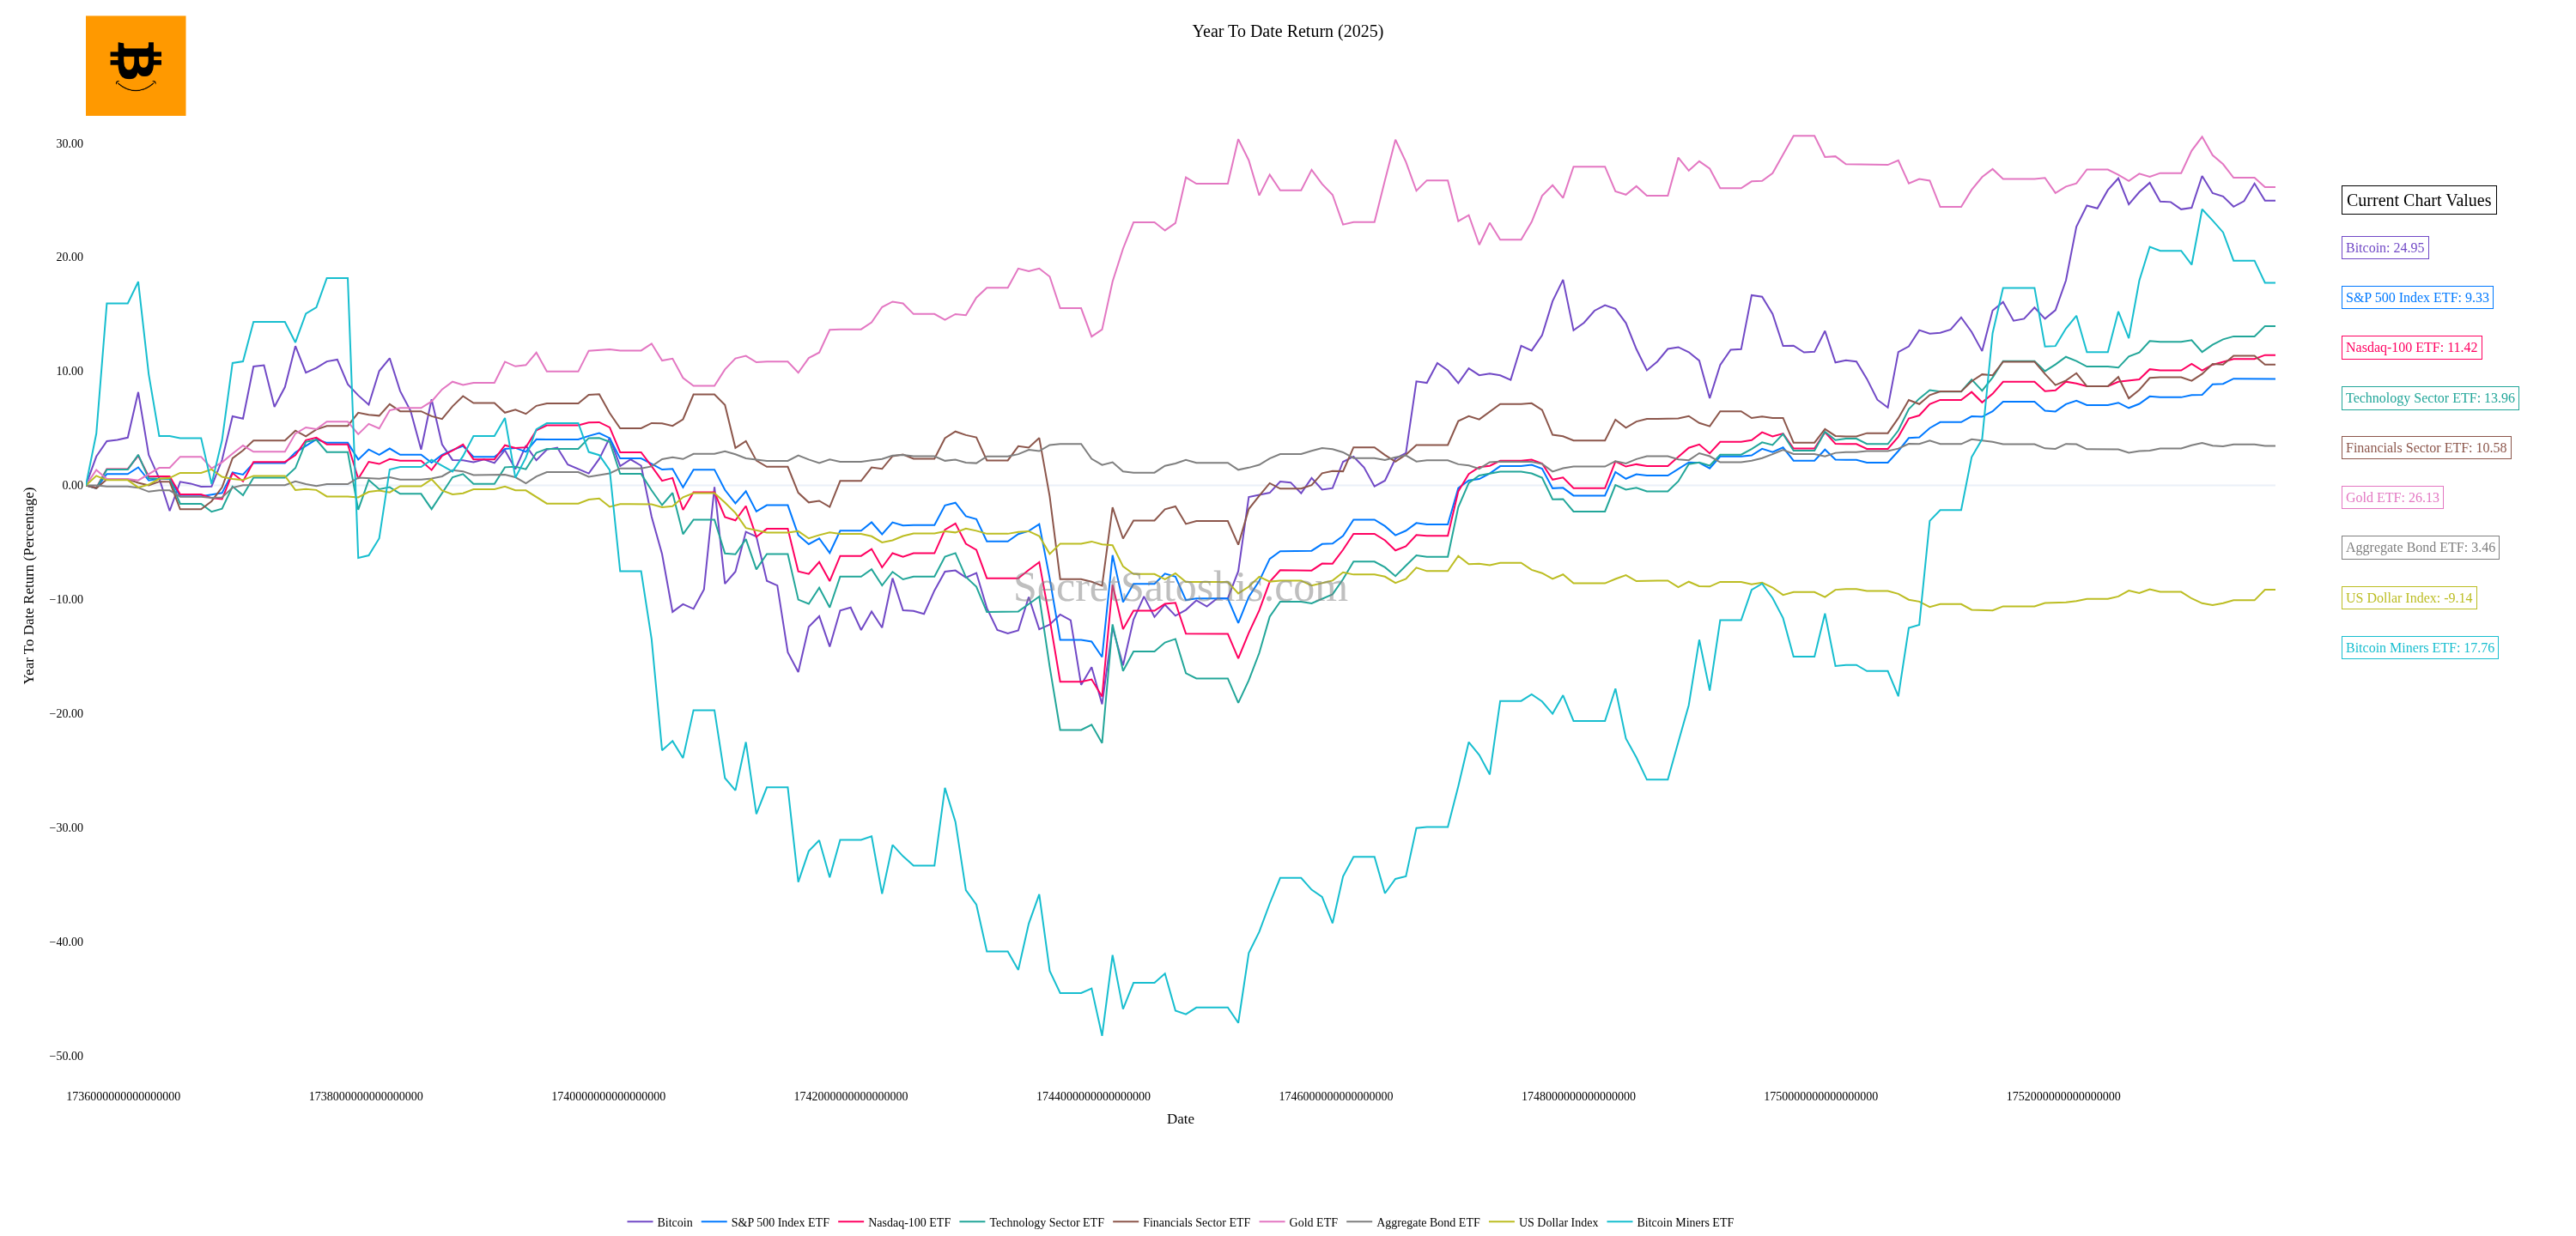 Year To Date Return (2025)
30.00
20.00
10.00
0.00
−10.00
−20.00
−30.00
−40.00
−50.00
Year To Date Return (Percentage)
SecretSatoshis.com
Current Chart Values
Bitcoin: 24.95
S&P 500 Index ETF: 9.33
Nasdaq-100 ETF: 11.42
Technology Sector ETF: 13.96
Financials Sector ETF: 10.58
Gold ETF: 26.13
Aggregate Bond ETF: 3.46
US Dollar Index: -9.14
Bitcoin Miners ETF: 17.76
1736000000000000000 1738000000000000000 1740000000000000000 1742000000000000000 1744000000000000000 1746000000000000000 1748000000000000000 1750000000000000000 1752000000000000000
Date
Bitcoin S&P 500 Index ETF Nasdaq-100 ETF Technology Sector ETF Financials Sector ETF Gold ETF Aggregate Bond ETF US Dollar Index Bitcoin Miners ETF